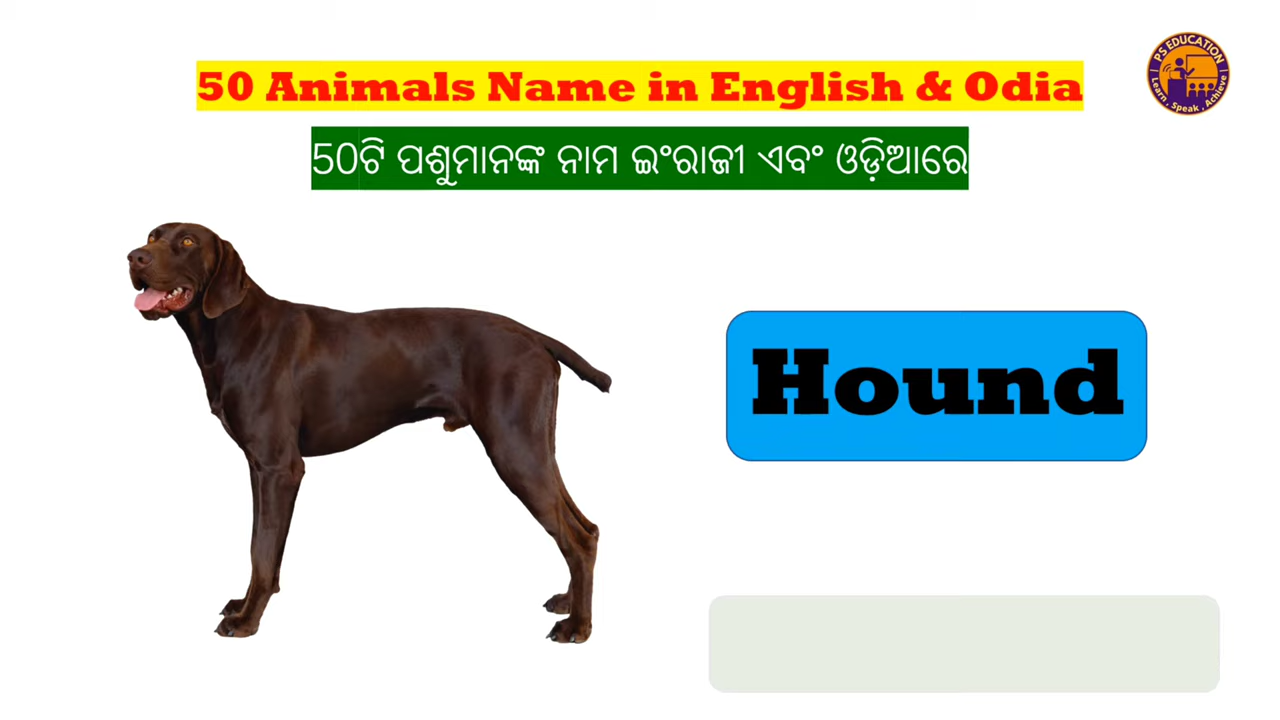 50 Animals Name in English & Odia
PS EDUCATION
Learn , Speak , Achieve
50ଟି ପଶୁମାନଙ୍କ ନାମ ଇଂରାଜୀ ଏବଂ ଓଡ଼ିଆରେ
Hound